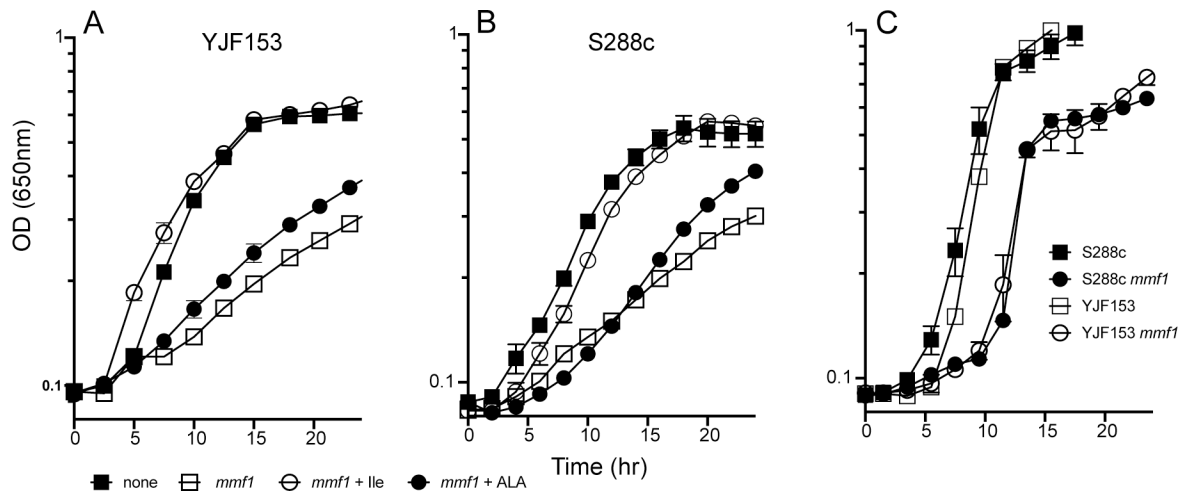 A
YJF153
B
S288c
C
OD (650nm)
1
0.1
0 5 10 15 20
1
0.1
0 5 10 15 20
1
0.1
0 5 10 15 20
S288c
S288c mmf1
YJF153
YJF153 mmf1
Time (hr)
none mmf1 mmf1 + Ile mmf1 + ALA